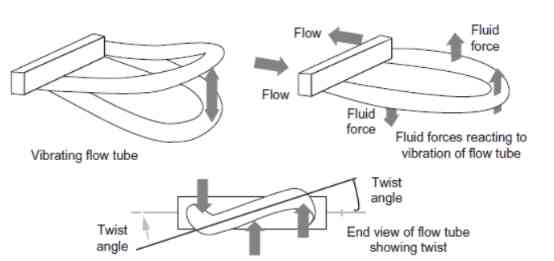 Flow
Fluid
force
Flow
Fluid
force
Vibrating flow tube
Fluid forces reacting to
vibration of flow tube
Twist
angle
Twist
angle
End view of flow tube
showing twist